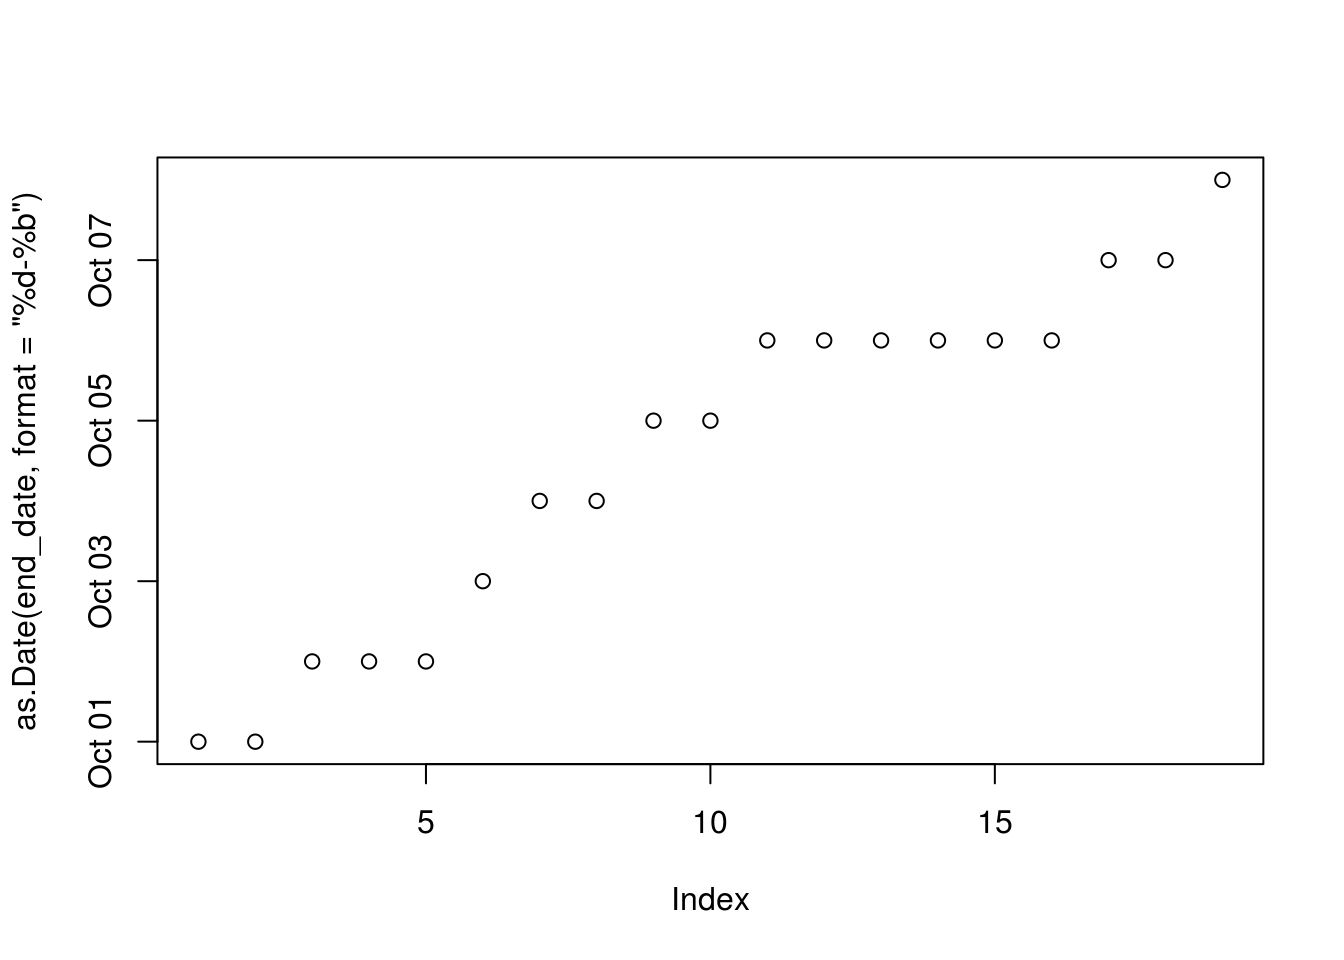 as.Date(end_date, format = "%d-%b")
Oct 07
Oct 05
Oct 03
Oct 01
5 10 15
Index